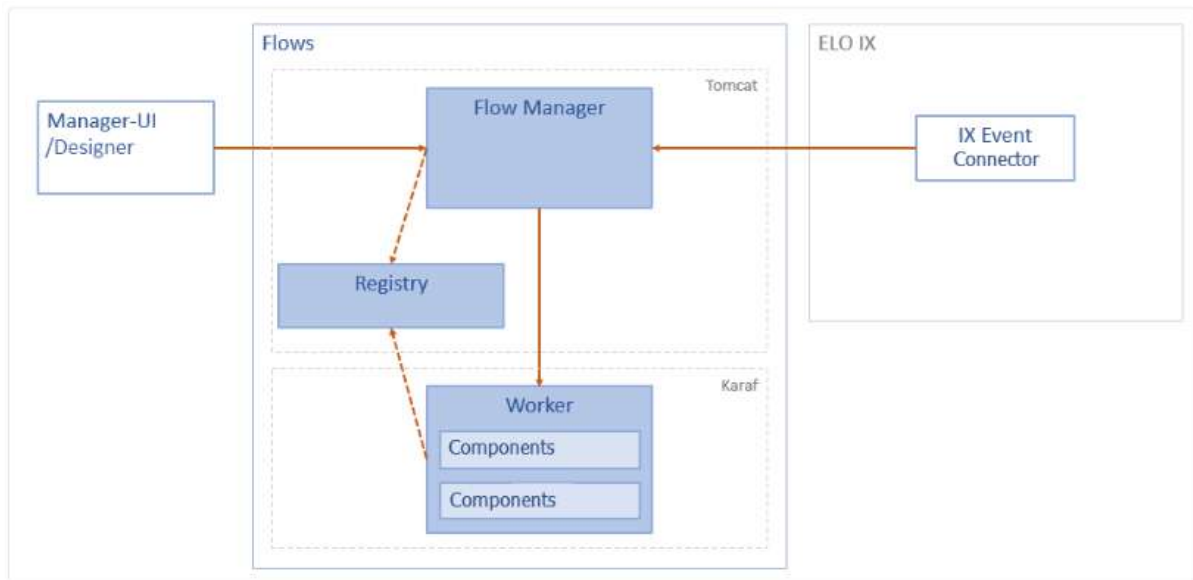 Flows
ELO IX
Tomcat
Flow Manager
Manager-UI
/Designer
IX Event
Connector
Registry
Karaf
Worker
Components
Components